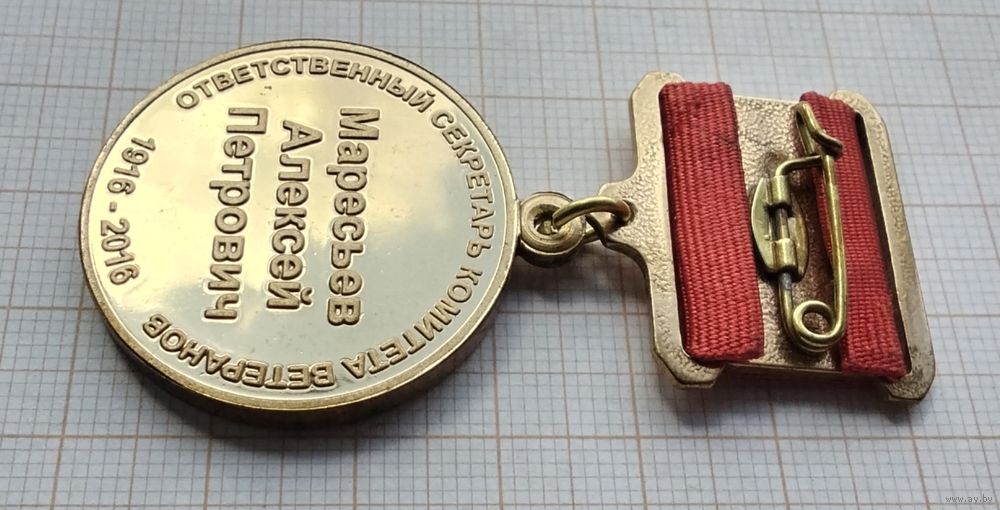 ОТВЕТСТВЕННЫЙ СЕКРЕТАРЬ КОМИТЕТА ВЕТЕРАНОВ
Маресьев
Алексей
Петрович
1916 - 2016
www.ay.by